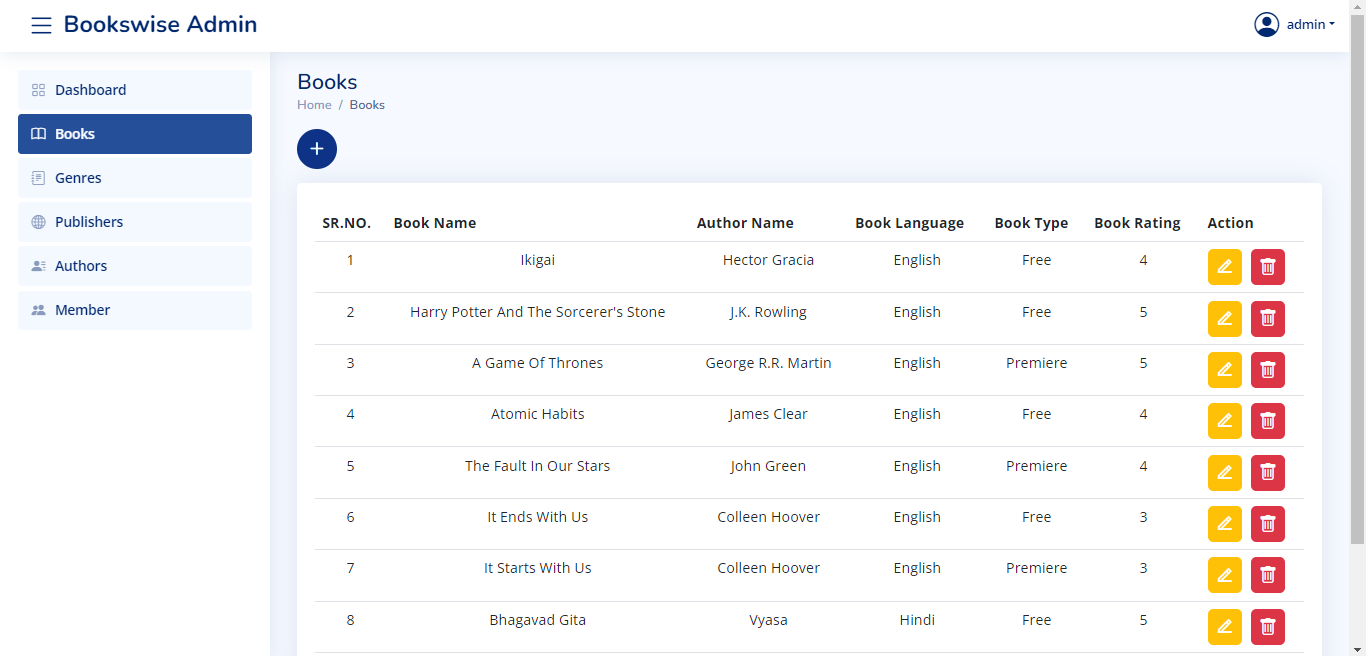 Bookswise Admin
admin
Dashboard
Books
Genres
Publishers
Authors
Member
Books
Home / Books
+
SR.NO. Book Name Author Name Book Language Book Type Book Rating Action
1 Ikigai Hector Gracia English Free 4
2 Harry Potter And The Sorcerer's Stone J.K. Rowling English Free 5
3 A Game Of Thrones George R.R. Martin English Premiere 5
4 Atomic Habits James Clear English Free 4
5 The Fault In Our Stars John Green English Premiere 4
6 It Ends With Us Colleen Hoover English Free 3
7 It Starts With Us Colleen Hoover English Premiere 3
8 Bhagavad Gita Vyasa Hindi Free 5